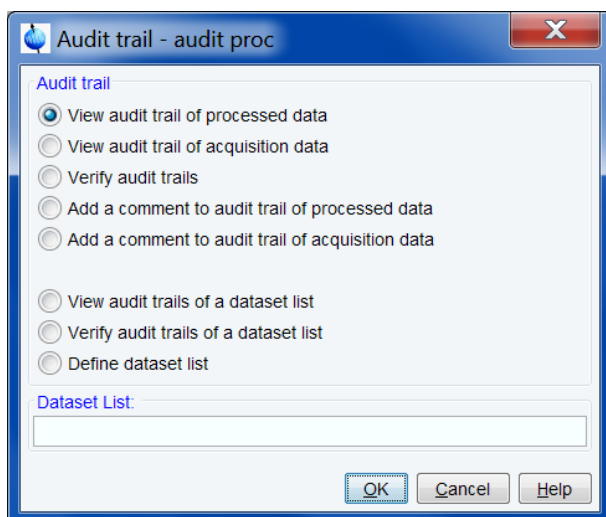 Audit trail - audit proc
X
Audit trail
View audit trail of processed data
View audit trail of acquisition data
Verify audit trails
Add a comment to audit trail of processed data
Add a comment to audit trail of acquisition data
View audit trails of a dataset list
Verify audit trails of a dataset list
Define dataset list
Dataset List:
OK Cancel Help